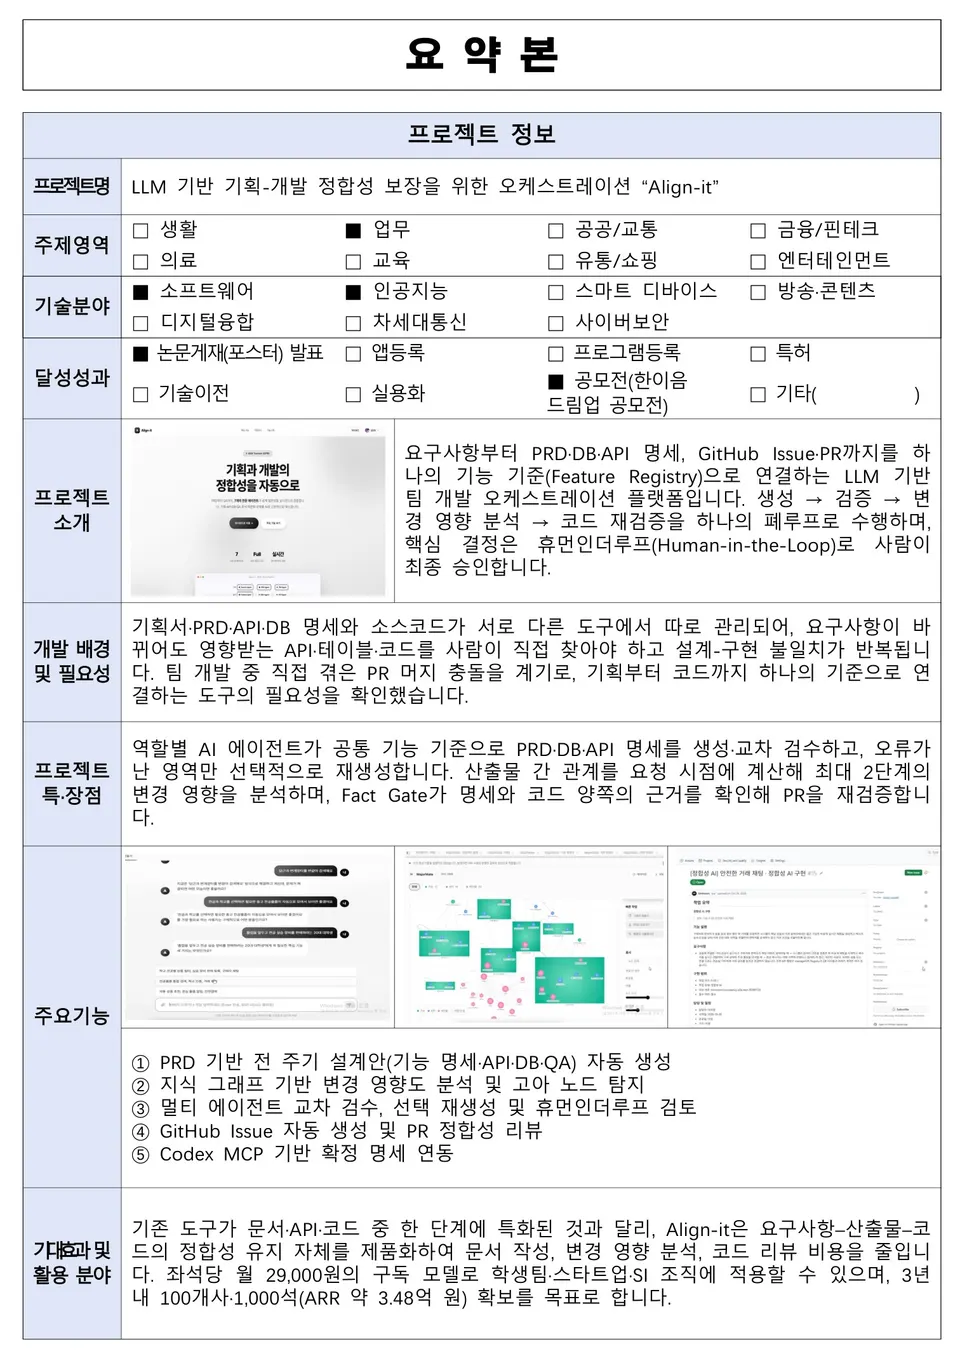 요 약 본
프로젝트 정보
프로젝트명
LLM 기반 기획-개발 정합성 보장을 위한 오케스트레이션 “Align-it”
주제영역
□ 생활 ■ 업무 □ 공공/교통 □ 금융/핀테크
□ 의료 □ 교육 □ 유통/쇼핑 □ 엔터테인먼트
기술분야
■ 소프트웨어 ■ 인공지능 □ 스마트 디바이스 □ 방송·콘텐츠
□ 디지털융합 □ 차세대통신 □ 사이버보안
달성성과
■ 논문게재(포스터) 발표 □ 앱등록 □ 프로그램등록 □ 특허
□ 기술이전 □ 실용화 ■ 공모전(한이음 드림업 공모전) □ 기타( )
프로젝트
소개
Align-it
기획과 개발의
정합성을 자동으로
7 Full 실시간
요구사항부터 PRD·DB·API 명세, GitHub Issue·PR까지를 하
나의 기능 기준(Feature Registry)으로 연결하는 LLM 기반
팀 개발 오케스트레이션 플랫폼입니다. 생성 → 검증 → 변
경 영향 분석 → 코드 재검증을 하나의 폐루프로 수행하며,
핵심 결정은 휴먼인더루프(Human-in-the-Loop)로 사람이
최종 승인합니다.
개발 배경
및 필요성
기획서·PRD·API·DB 명세와 소스코드가 서로 다른 도구에서 따로 관리되어, 요구사항이 바
뀌어도 영향받는 API·테이블·코드를 사람이 직접 찾아야 하고 설계-구현 불일치가 반복됩니
다. 팀 개발 중 직접 겪은 PR 머지 충돌을 계기로, 기획부터 코드까지 하나의 기준으로 연
결하는 도구의 필요성을 확인했습니다.
프로젝트
특·장점
역할별 AI 에이전트가 공통 기능 기준으로 PRD·DB·API 명세를 생성·교차 검수하고, 오류가
난 영역만 선택적으로 재생성합니다. 산출물 간 관계를 요청 시점에 계산해 최대 2단계의
변경 영향을 분석하며, Fact Gate가 명세와 코드 양쪽의 근거를 확인해 PR을 재검증합니
다.
주요기능
[정합성 AI] 안전한 거래 채팅 · 정합성 AI 구현
① PRD 기반 전 주기 설계안(기능 명세·API·DB·QA) 자동 생성
② 지식 그래프 기반 변경 영향도 분석 및 고아 노드 탐지
③ 멀티 에이전트 교차 검수, 선택 재생성 및 휴먼인더루프 검토
④ GitHub Issue 자동 생성 및 PR 정합성 리뷰
⑤ Codex MCP 기반 확정 명세 연동
기대효과 및
활용 분야
기존 도구가 문서·API·코드 중 한 단계에 특화된 것과 달리, Align-it은 요구사항–산출물–코
드의 정합성 유지 자체를 제품화하여 문서 작성, 변경 영향 분석, 코드 리뷰 비용을 줄입니
다. 좌석당 월 29,000원의 구독 모델로 학생팀·스타트업·SI 조직에 적용할 수 있으며, 3년
내 100개사·1,000석(ARR 약 3.48억 원) 확보를 목표로 합니다.